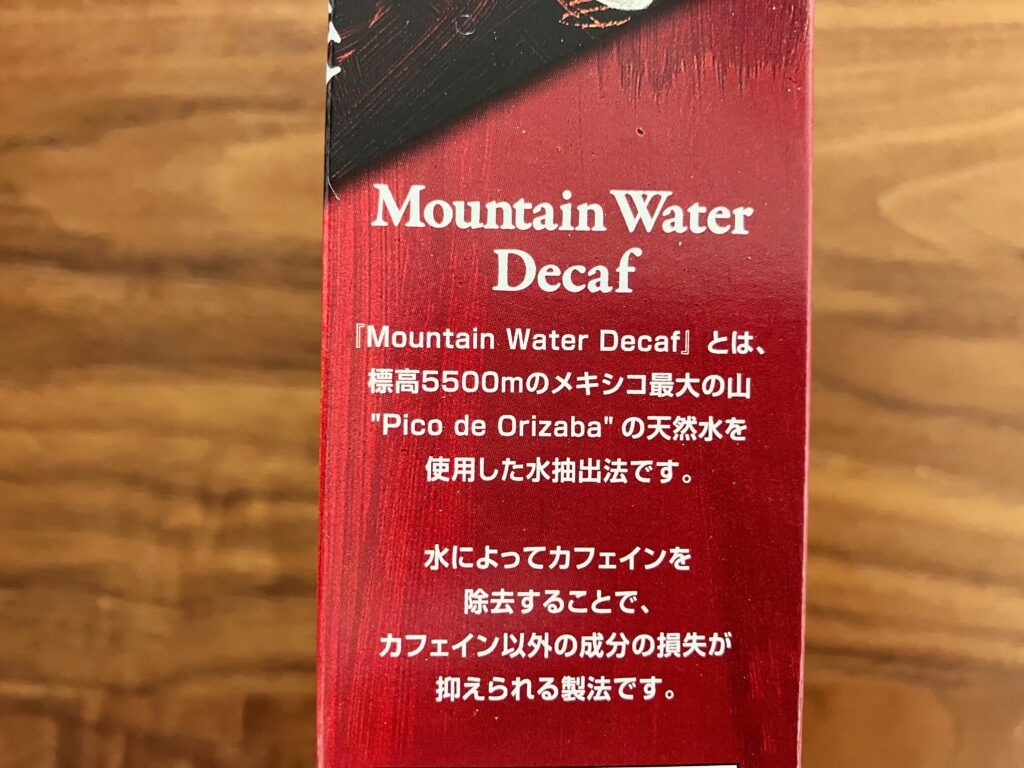 Mountain Water
Decaf
『Mountain Water Decaf』とは、
標高5500mのメキシコ最大の山
"Pico de Orizaba" の天然水を
使用した水抽出法です。
水によってカフェインを
除去することで、
カフェイン以外の成分の損失が
抑えられる製法です。